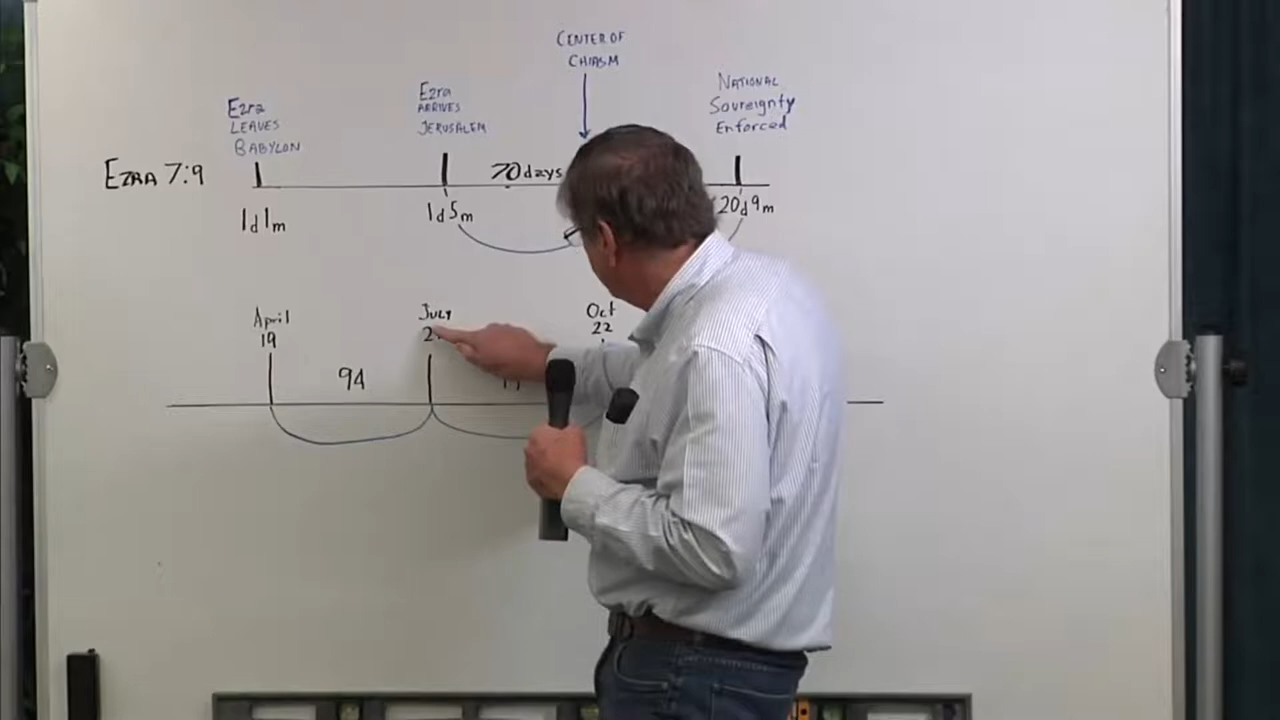 CENTER OF
CHIASM
Ezra
LEAVES
BABYLON
Ezra
ARRIVES
JERUSALEM
NATIONAL
Sovereignty
Enforced
EZRA 7:9
70 days
1d1m
1d5m
20d9m
April
19
July
Oct
22
94